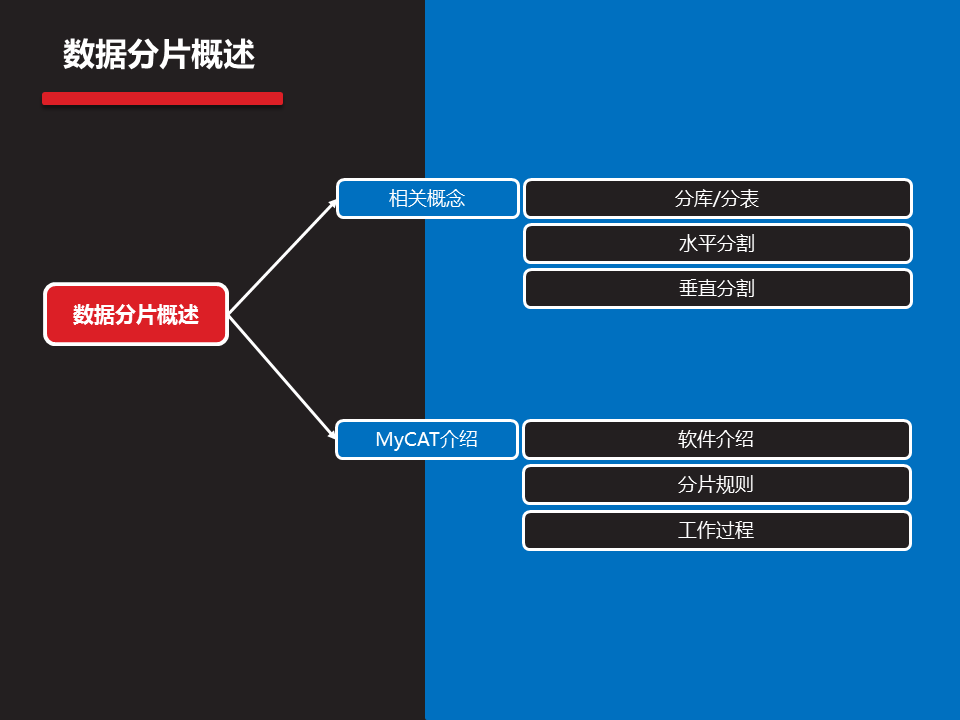 数据分片概述
相关概念
分库/分表
水平分割
垂直分割
数据分片概述
MyCAT介绍
软件介绍
分片规则
工作过程